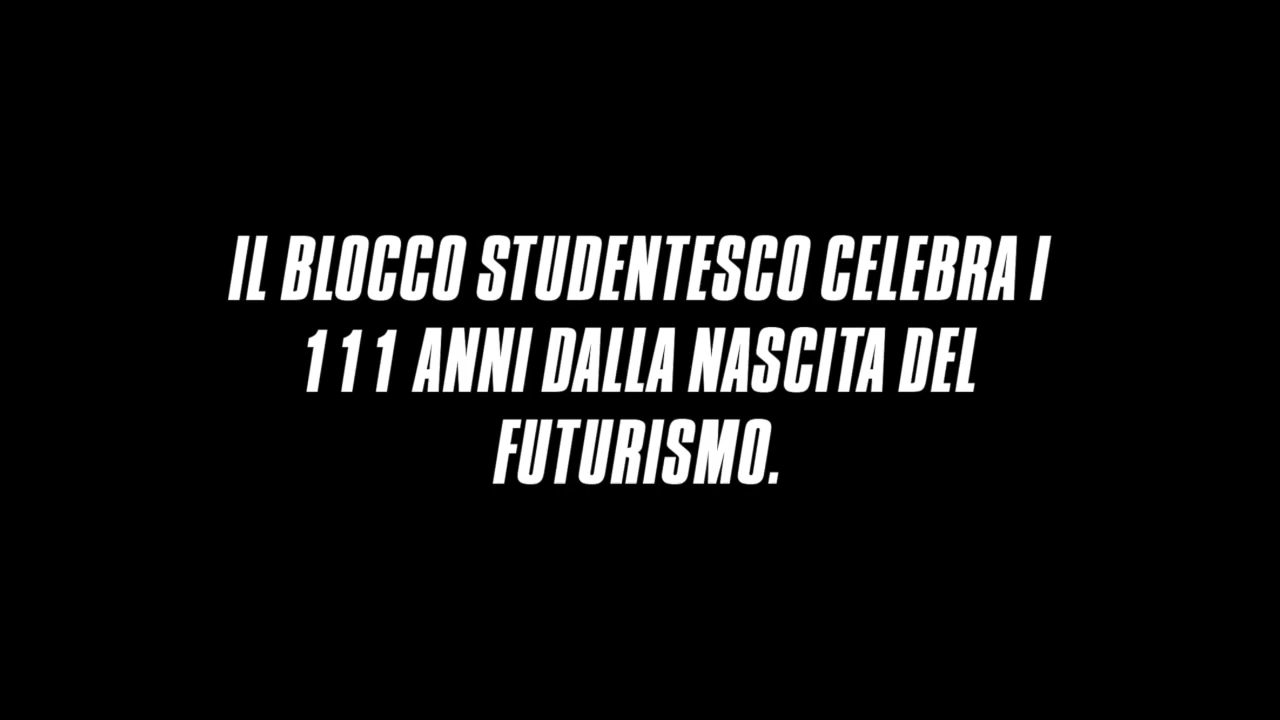 IL BLOCCO STUDENTESCO CELEBRA I
111 ANNI DALLA NASCITA DEL
FUTURISMO.